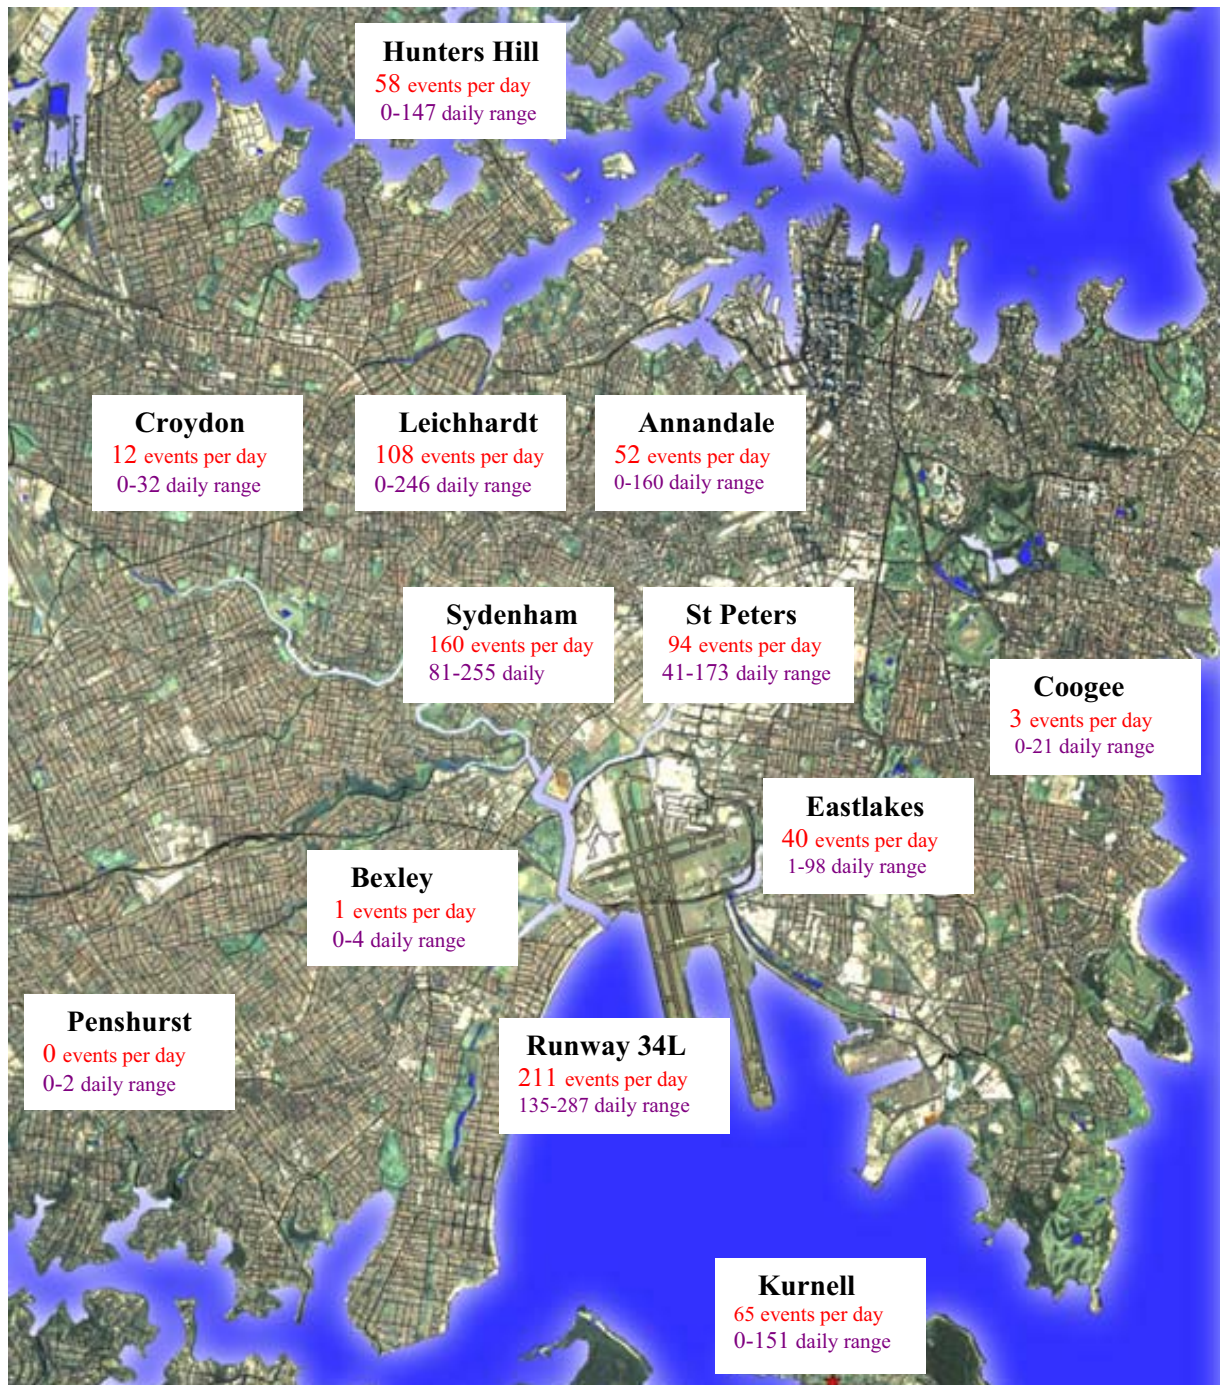 Hunters Hill
58 events per day
0-147 daily range
Croydon
12 events per day
0-32 daily range
Leichhardt
108 events per day
0-246 daily range
Annandale
52 events per day
0-160 daily range
Sydenham
160 events per day
81-255 daily
St Peters
94 events per day
41-173 daily range
Coogee
3 events per day
0-21 daily range
Eastlakes
40 events per day
1-98 daily range
Bexley
1 events per day
0-4 daily range
Penshurst
0 events per day
0-2 daily range
Runway 34L
211 events per day
135-287 daily range
Kurnell
65 events per day
0-151 daily range